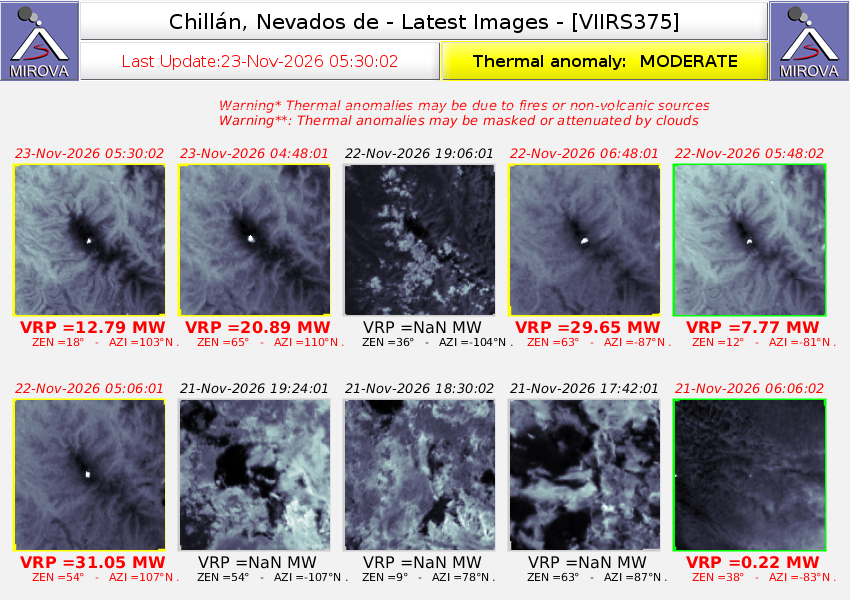 Chillán, Nevados de - Latest Images - [VIIRS375]
MIROVA
Last Update:23-Nov-2026 05:30:02
Thermal anomaly: MODERATE
MIROVA
Warning* Thermal anomalies may be due to fires or non-volcanic sources
Warning**: Thermal anomalies may be masked or attenuated by clouds
23-Nov-2026 05:30:02
23-Nov-2026 04:48:01
22-Nov-2026 19:06:01
22-Nov-2026 06:48:01
22-Nov-2026 05:48:02
VRP =12.79 MW
VRP =20.89 MW
VRP =NaN MW
VRP =29.65 MW
VRP =7.77 MW
ZEN =18° - AZI =103°N .
ZEN =65° - AZI =110°N .
ZEN =36° - AZI =-104°N .
ZEN =63° - AZI =-87°N .
ZEN =12° - AZI =-81°N .
22-Nov-2026 05:06:01
21-Nov-2026 19:24:01
21-Nov-2026 18:30:02
21-Nov-2026 17:42:01
21-Nov-2026 06:06:02
VRP =31.05 MW
VRP =NaN MW
VRP =NaN MW
VRP =NaN MW
VRP =0.22 MW
ZEN =54° - AZI =107°N .
ZEN =54° - AZI =-107°N .
ZEN =9° - AZI =78°N .
ZEN =63° - AZI =87°N .
ZEN =38° - AZI =-83°N .